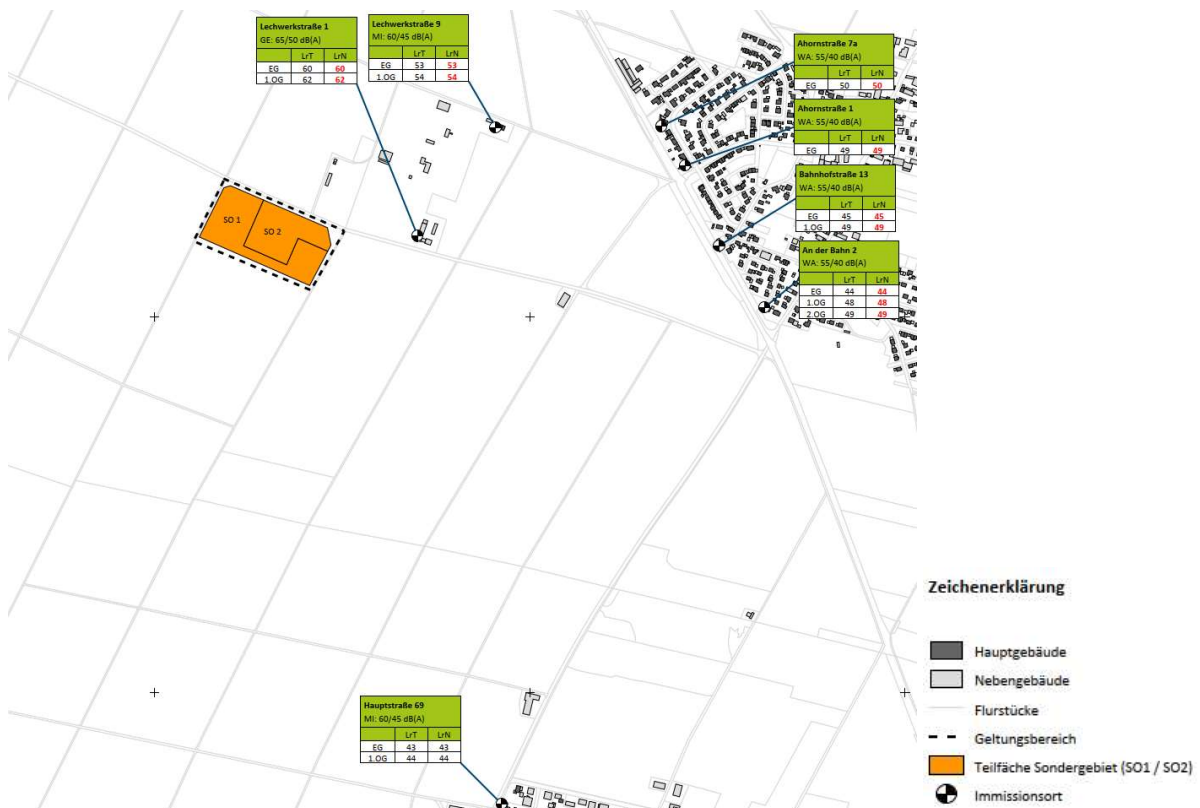 Lechwerkstraße 1
GE: 65/50 dB(A)
LrT LrN
EG 60 60
1.OG 62 62
Lechwerkstraße 9
MI: 60/45 dB(A)
LrT LrN
EG 53 53
1.OG 54 54
Ahornstraße 7a
WA: 55/40 dB(A)
LrT LrN
EG 50 50
Ahornstraße 1
WA: 55/40 dB(A)
LrT LrN
EG 49 49
Bahnhofstraße 13
WA: 55/40 dB(A)
LrT LrN
EG 45 45
1.OG 49 49
An der Bahn 2
WA: 55/40 dB(A)
LrT LrN
EG 44 44
1.OG 48 48
2.OG 49 49
SO 1
SO 2
Hauptstraße 69
MI: 60/45 dB(A)
LrT LrN
EG 43 43
1.OG 44 44
Zeichenerklärung
Hauptgebäude
Nebengebäude
Flurstücke
Geltungsbereich
Teilfäche Sondergebiet (SO1 / SO2)
Immissionsort